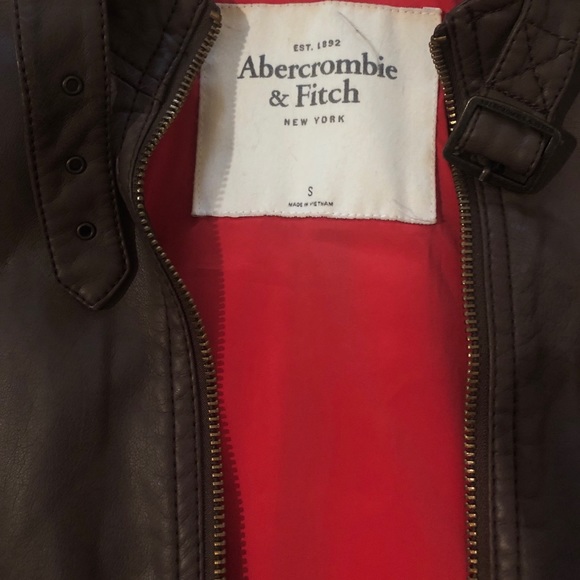 EST. 1892
Abercrombie
& Fitch
NEW YORK
S
MADE IN VIETNAM